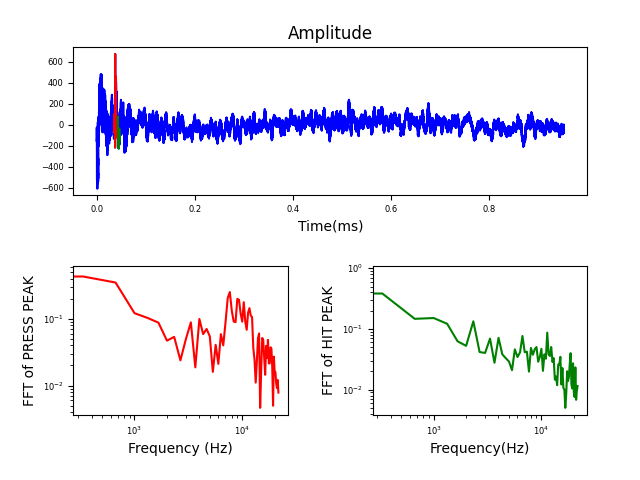 Amplitude
600
400
200
0
−200
−400
−600
0.0 0.2 0.4 0.6 0.8
Time(ms)
FFT of PRESS PEAK
10⁻¹
10⁻²
10³ 10⁴
Frequency (Hz)
FFT of HIT PEAK
10⁰
10⁻¹
10⁻²
10³ 10⁴
Frequency(Hz)